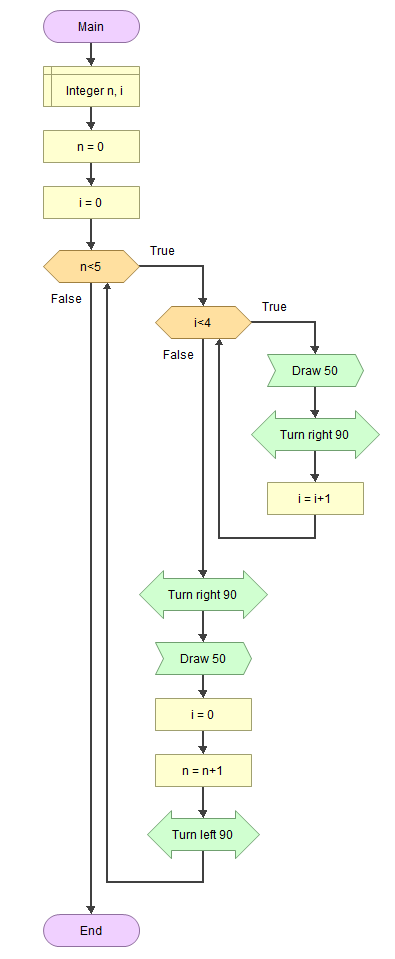 Main
Integer n, i
n = 0
i = 0
n<5
True
False
i<4
True
False
Draw 50
Turn right 90
i = i+1
Turn right 90
Draw 50
i = 0
n = n+1
Turn left 90
End